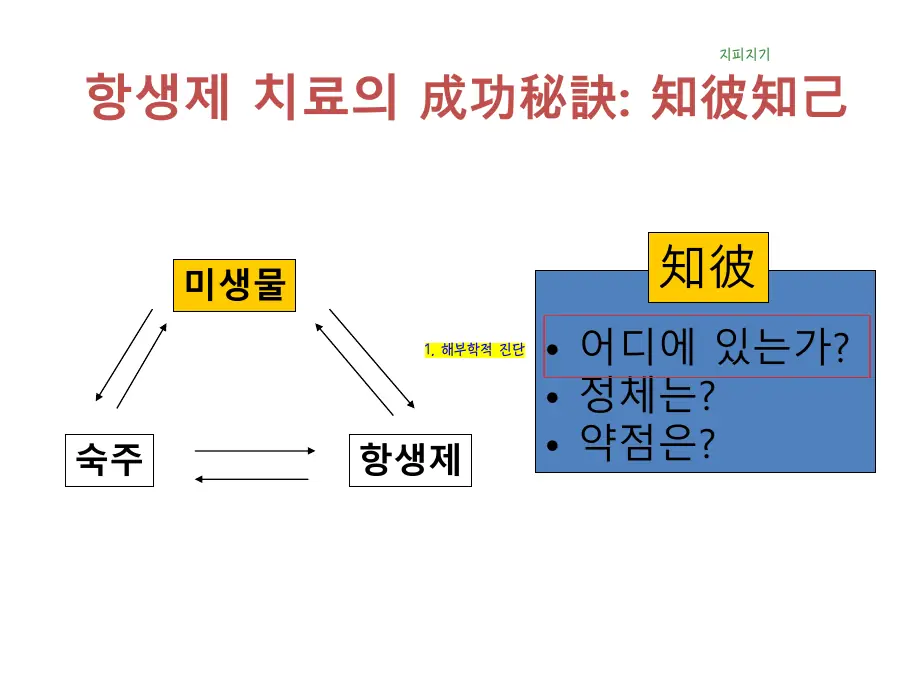 지피지기
항생제 치료의 成功秘訣: 知彼知己
知彼
미생물
1. 해부학적 진단
• 어디에 있는가?
• 정체는?
• 약점은?
숙주
항생제